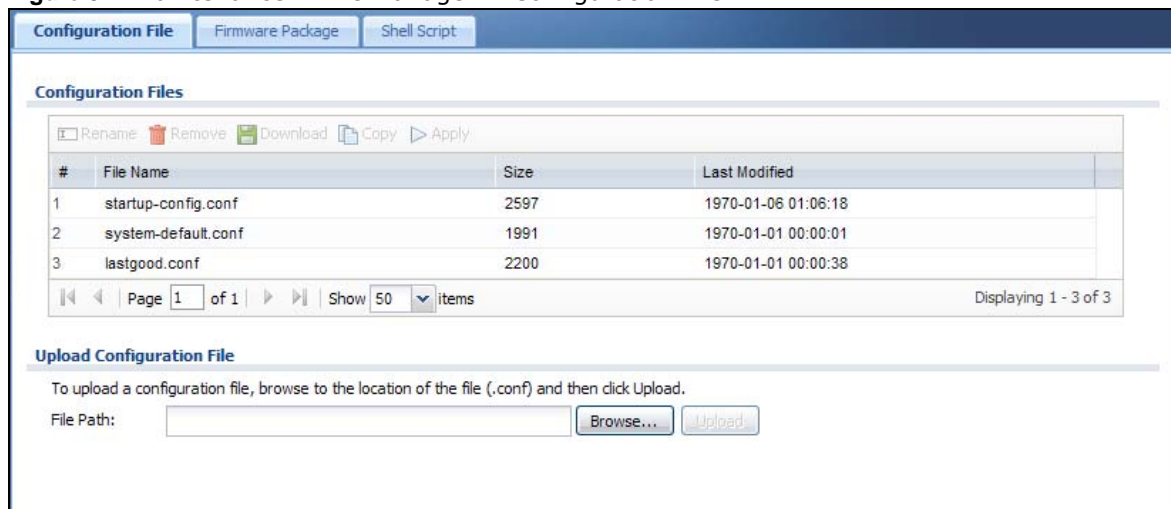 Configuration File Firmware Package Shell Script
Configuration Files
Rename Remove Download Copy Apply
# File Name Size Last Modified
1 startup-config.conf 2597 1970-01-06 01:06:18
2 system-default.conf 1991 1970-01-01 00:00:01
3 lastgood.conf 2200 1970-01-01 00:00:38
Page 1 of 1 Show 50 items Displaying 1 - 3 of 3
Upload Configuration File
To upload a configuration file, browse to the location of the file (.conf) and then click Upload.
File Path: Browse... Upload